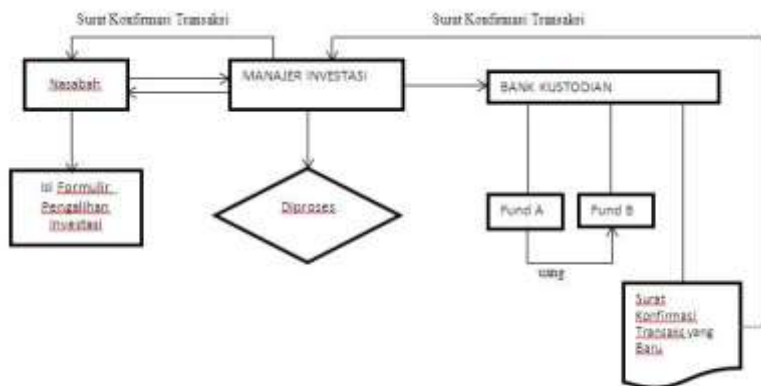 Surat Konfirmasi Transaksi
Surat Konfirmasi Transaksi
Nasabah
MANAJER INVESTASI
BANK KUSTODIAN
Isi Formulir
Pengalihan
Investasi
Diproses
Fund A
Fund B
uang
Surat
Konfirmasi
Transaks yang
Baru